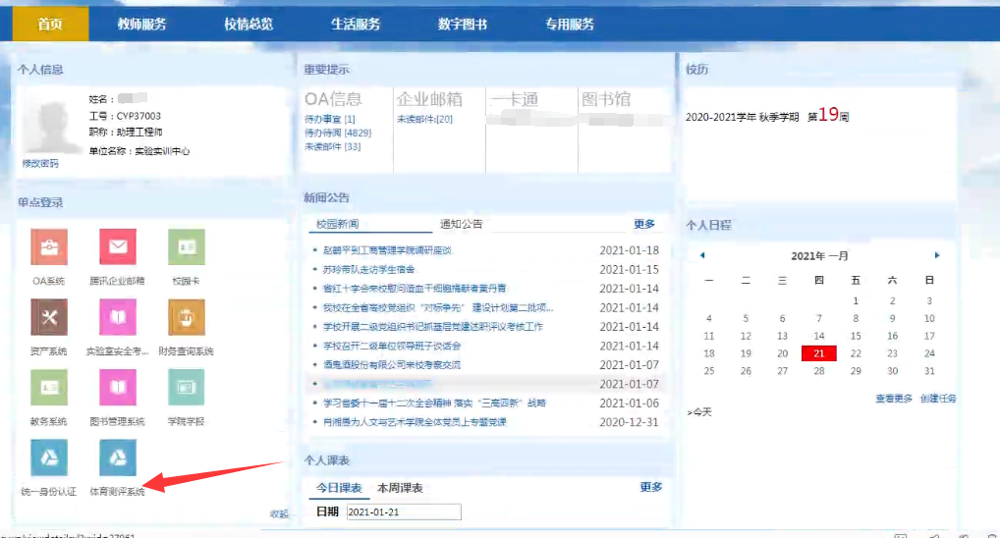 首页 教师服务 校情总览 生活服务 数字图书 专用服务
个人信息
姓名：
工号：CYP37003
职称：助理工程师
单位名称：实验实训中心
修改密码
单点登录
OA系统 腾讯企业邮箱 校园卡
资产系统 实验室安全考... 财务查询系统
教务系统 图书管理系统 学院学报
统一身份认证 体育测评系统
收起
重要提示
OA信息 企业邮箱 一卡通 图书馆
待办事宜 [1] 未读邮件:[20]
待办待阅 [4829]
未读邮件 [33]
新闻公告
校园新闻 通知公告 更多
赵鹤平到工商管理学院调研座谈 2021-01-18
苏玲带队走访学生宿舍 2021-01-15
省红十字会来校慰问造血干细胞捐献者董丹青 2021-01-14
我校在全省高校党组织“对标争先” 建设计划第二批项... 2021-01-14
学校开展二级党组织书记抓基层党建述职评议考核工作 2021-01-14
学校召开二级单位领导班子谈话会 2021-01-14
酒鬼酒股份有限公司来校考察交流 2021-01-07
2021-01-07
学习省委十一届十二次全会精神 落实“三高四新”战略 2021-01-06
肖湘愚为人文与艺术学院全体党员上专题党课 2020-12-31
个人课表
今日课表 本周课表 更多
日期 2021-01-21
校历
2020-2021学年 秋季学期 第19周
个人日程
2021年 一月
一 二 三 四 五 六 日
1 2 3
4 5 6 7 8 9 10
11 12 13 14 15 16 17
18 19 20 21 22 23 24
25 26 27 28 29 30 31
查看更多 创建任务
>今天